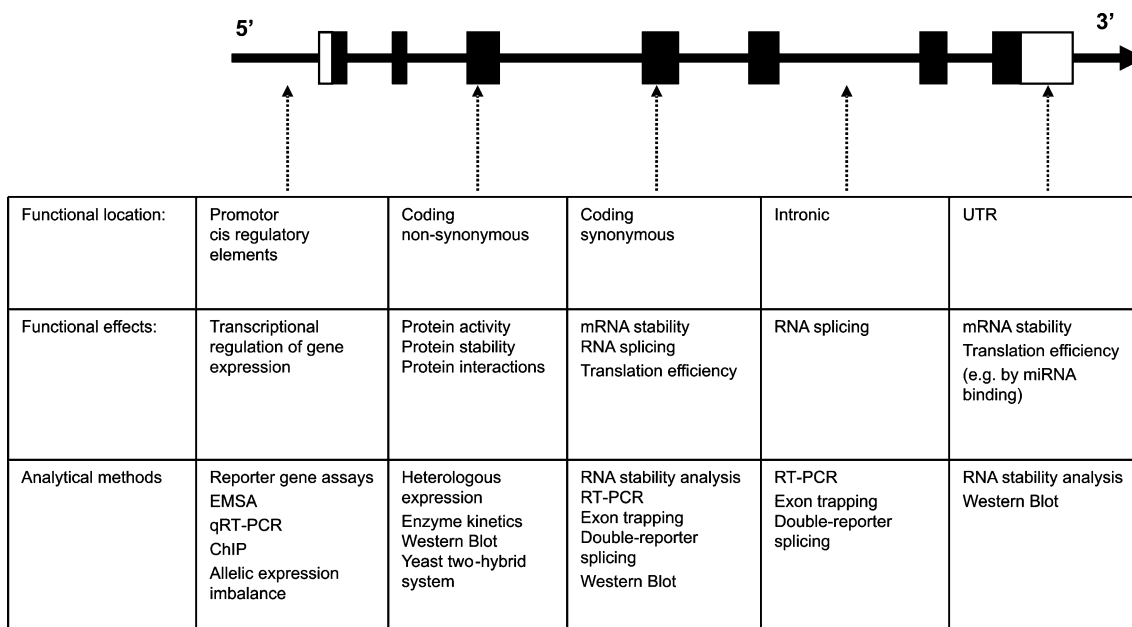 5’
3’
Functional location:
Promotor
cis regulatory
elements
Coding
non-synonymous
Coding
synonymous
Intronic
UTR
Functional effects:
Transcriptional
regulation of gene
expression
Protein activity
Protein stability
Protein interactions
mRNA stability
RNA splicing
Translation efficiency
RNA splicing
mRNA stability
Translation efficiency
(e.g. by miRNA
binding)
Analytical methods
Reporter gene assays
EMSA
qRT-PCR
ChIP
Allelic expression
imbalance
Heterologous
expression
Enzyme kinetics
Western Blot
Yeast two-hybrid
system
RNA stability analysis
RT-PCR
Exon trapping
Double-reporter
splicing
Western Blot
RT-PCR
Exon trapping
Double-reporter
splicing
RNA stability analysis
Western Blot